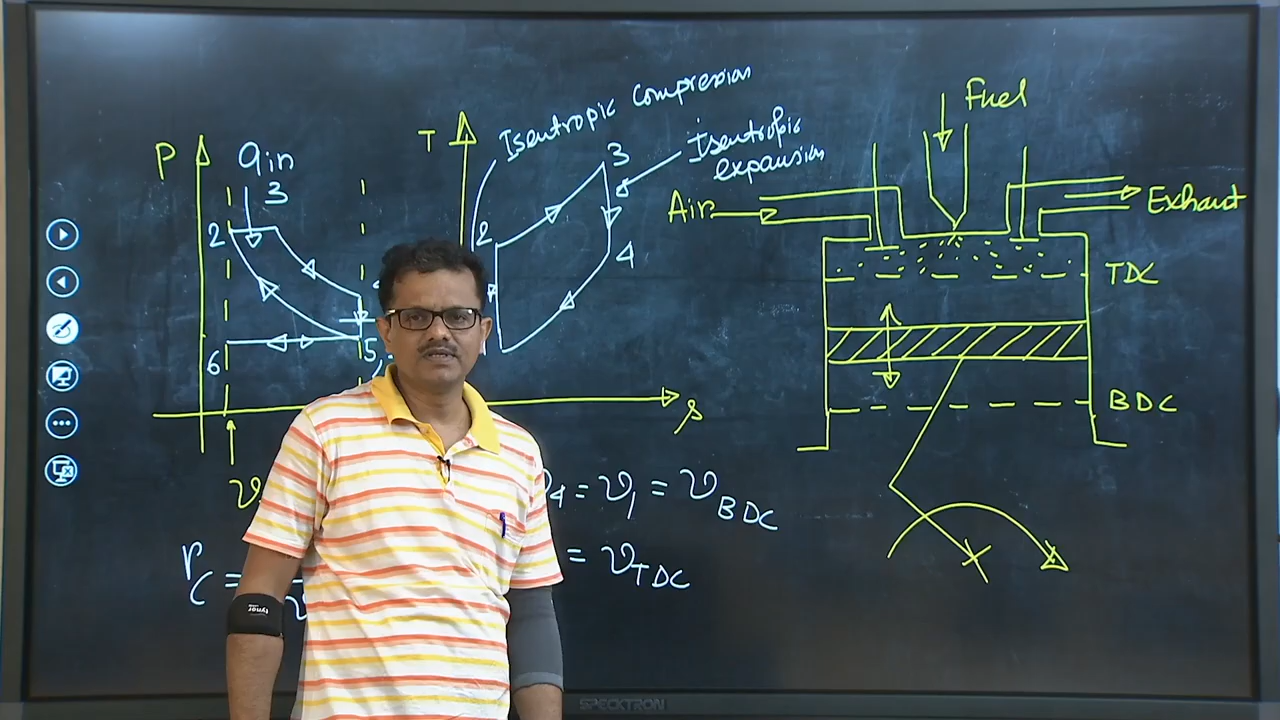 Isentropic Compression
Isentropic
expansion
Fuel
P
qin
T
3
3
2
2
4
Air
Exhaust
TDC
6
5,
s
BDC
v4 = v1 = vBDC
rc =
= vTDC
tynor
SPECKTRON